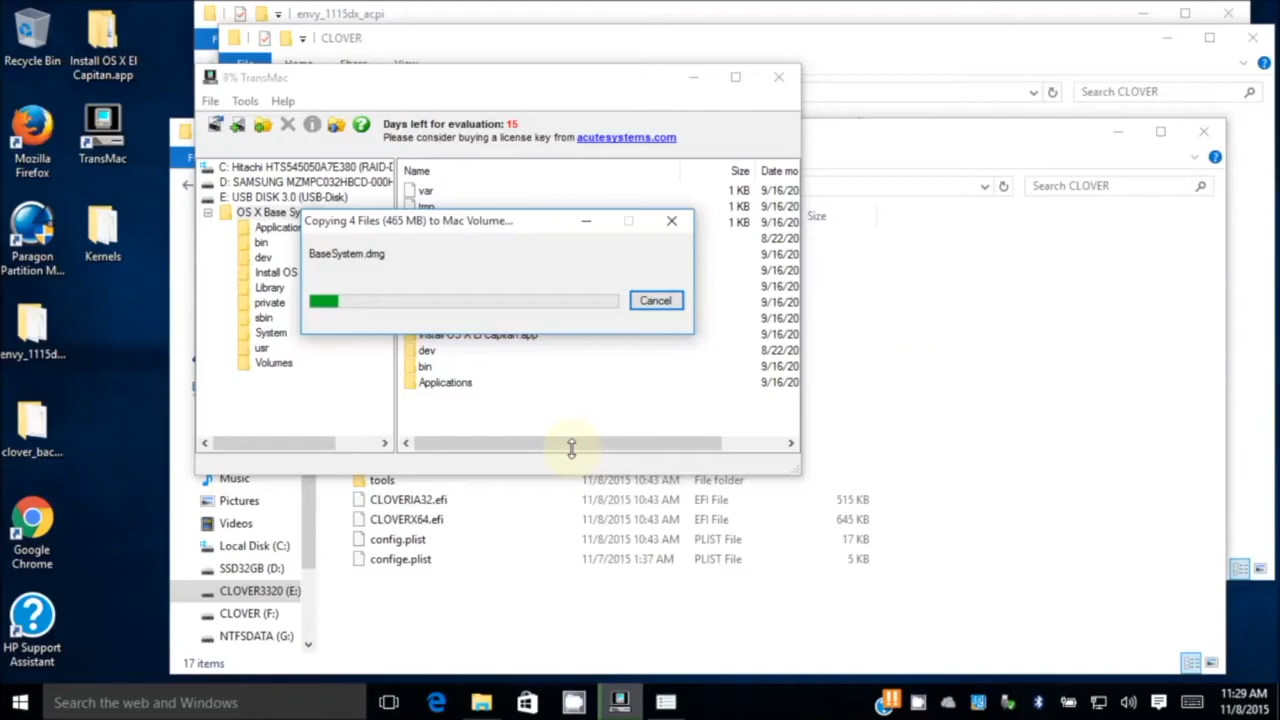 envy_1115dx_acpi
CLOVER
File Home Share View
Search CLOVER
9% TransMac
File Tools Help
Days left for evaluation: 15
Please consider buying a license key from acutesystems.com
Search CLOVER
C: Hitachi HTS545050A7E380 (RAID-D
D: SAMSUNG MZMPC032HBCD-000H
E: USB DISK 3.0 (USB-Disk)
OS X Base Sy
Application
bin
dev
Install OS
Library
private
sbin
System
usr
Volumes
Name Size Date mo
var 1 KB 9/16/20
tmp 1 KB 9/16/20
1 KB 9/16/20
8/22/20
9/16/20
9/16/20
9/16/20
9/16/20
9/16/20
Install OS X El Capitan.app 9/16/20
dev 8/22/20
bin 9/16/20
Applications 9/16/20
Copying 4 Files (465 MB) to Mac Volume...
BaseSystem.dmg
Cancel
Size
Music
Pictures
Videos
Local Disk (C:)
SSD32GB (D:)
CLOVER3320 (E:)
CLOVER (F:)
NTFSDATA (G:)
tools 11/8/2015 10:43 AM File folder
CLOVERIA32.efi 11/8/2015 10:43 AM EFI File 515 KB
CLOVERX64.efi 11/8/2015 10:43 AM EFI File 645 KB
config.plist 11/8/2015 10:43 AM PLIST File 17 KB
confige.plist 11/7/2015 1:37 AM PLIST File 5 KB
17 items
Recycle Bin
Install OS X El
Capitan.app
Mozilla
Firefox
TransMac
Paragon
Partition M...
Kernels
envy_1115d...
clover_bac...
Google
Chrome
HP Support
Assistant
Search the web and Windows
11:29 AM
11/8/2015